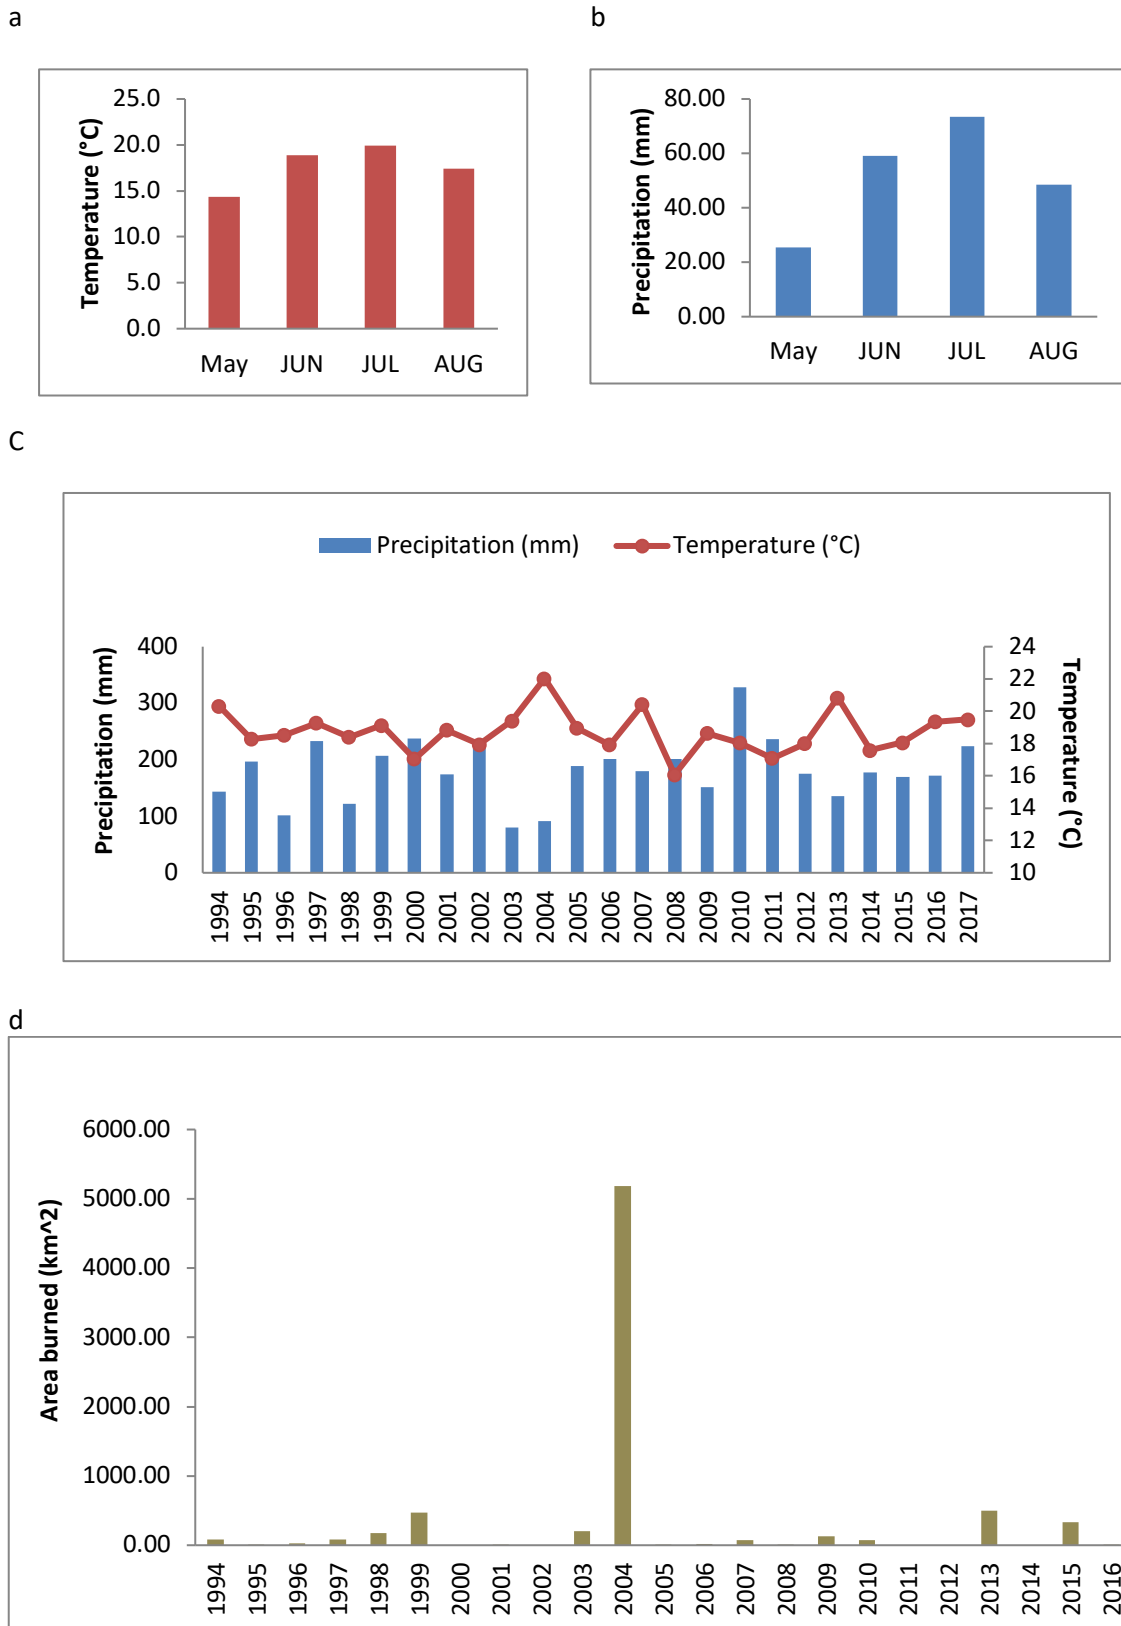 a
b
Temperature (°C)
25.0
20.0
15.0
10.0
5.0
0.0
May JUN JUL AUG
Precipitation (mm)
80.00
60.00
40.00
20.00
0.00
May JUN JUL AUG
C
Precipitation (mm) Temperature (°C)
Precipitation (mm)
400
300
200
100
0
24
22
20
18
16
14
12
10
Temperature (°C)
1994 1995 1996 1997 1998 1999 2000 2001 2002 2003 2004 2005 2006 2007 2008 2009 2010 2011 2012 2013 2014 2015 2016 2017
d
Area burned (km^2)
6000.00
5000.00
4000.00
3000.00
2000.00
1000.00
0.00
1994 1995 1996 1997 1998 1999 2000 2001 2002 2003 2004 2005 2006 2007 2008 2009 2010 2011 2012 2013 2014 2015 2016